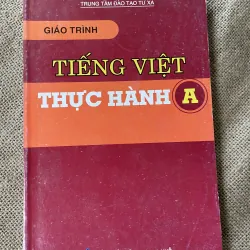 TRUNG TÂM ĐÀO TẠO TỪ XA
GIÁO TRÌNH
TIẾNG VIỆT
THỰC HÀNH A